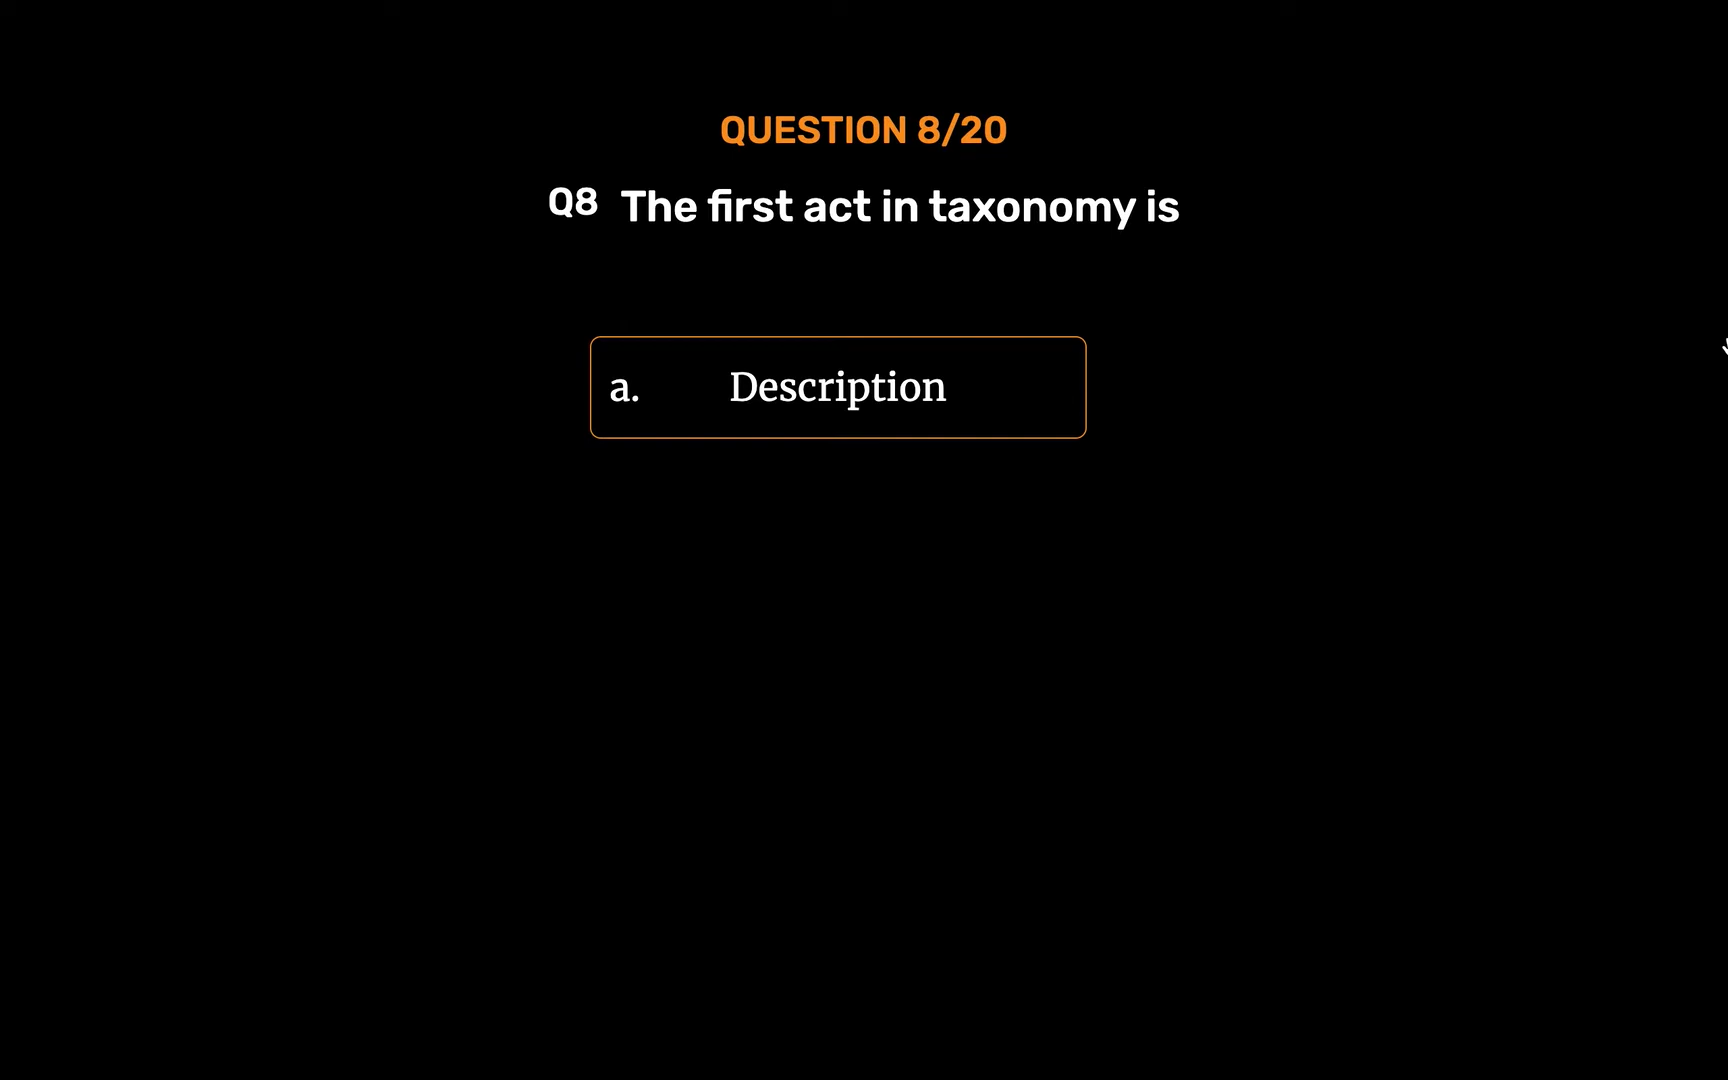 QUESTION 8/20
Q8 The first act in taxonomy is
a. Description